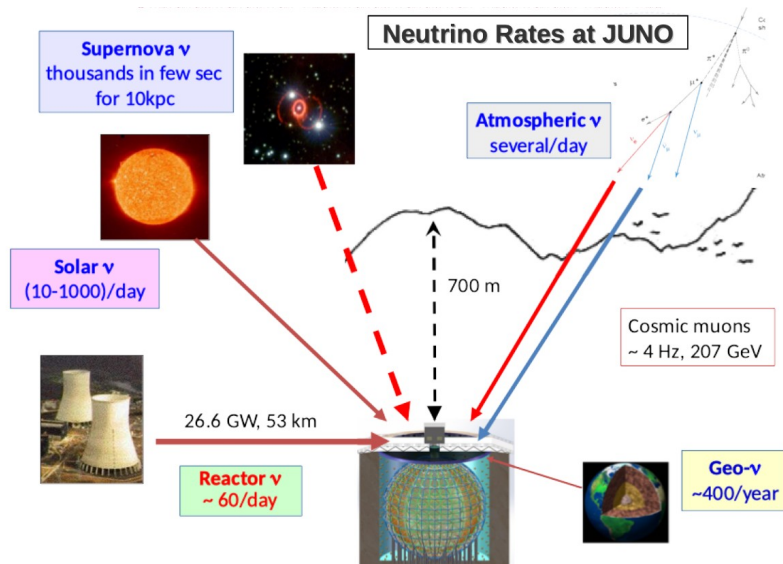 Neutrino Rates at JUNO
Supernova ν
thousands in few sec
for 10kpc
Atmospheric ν
several/day
Solar ν
(10-1000)/day
700 m
Cosmic muons
~ 4 Hz, 207 GeV
26.6 GW, 53 km
Reactor ν
~ 60/day
Geo-ν
~400/year